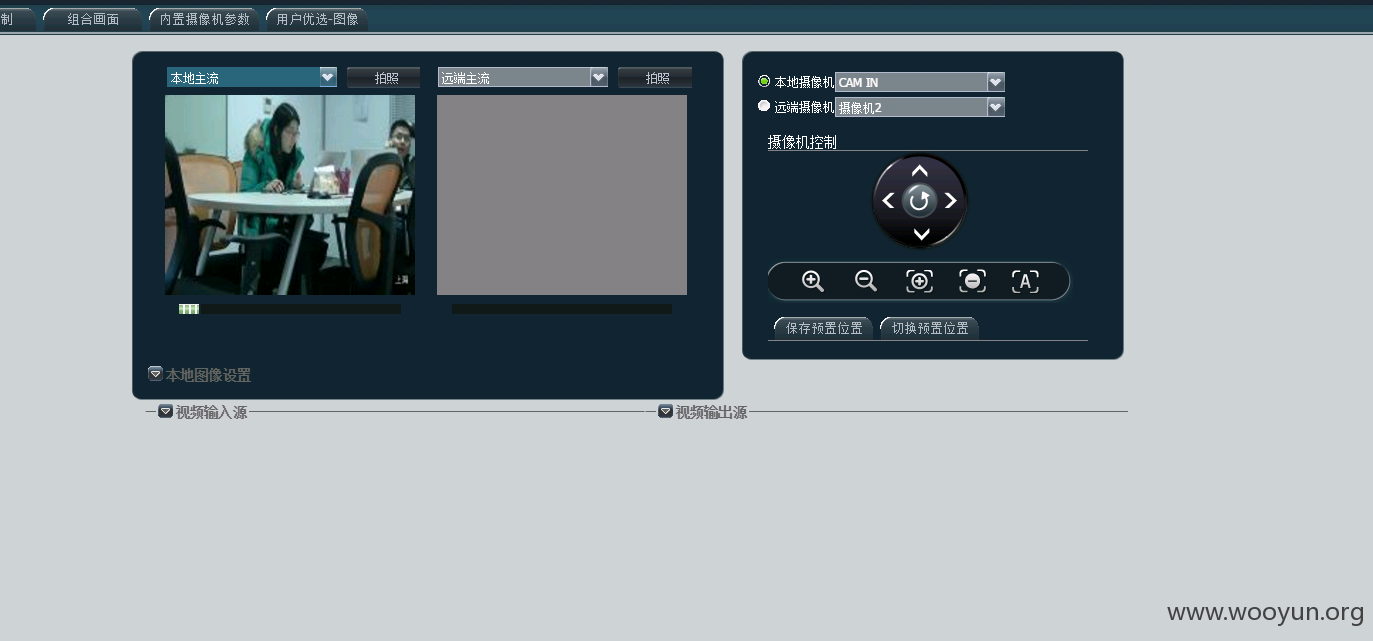 制 组合画面 内置摄像机参数 用户优选-图像
本地主流 拍照 远端主流 拍照
上海
本地图像设置
本地摄像机 CAM IN
远端摄像机 摄像机2
摄像机控制
A
保存预置位置 切换预置位置
视频输入源 视频输出源
www.wooyun.org